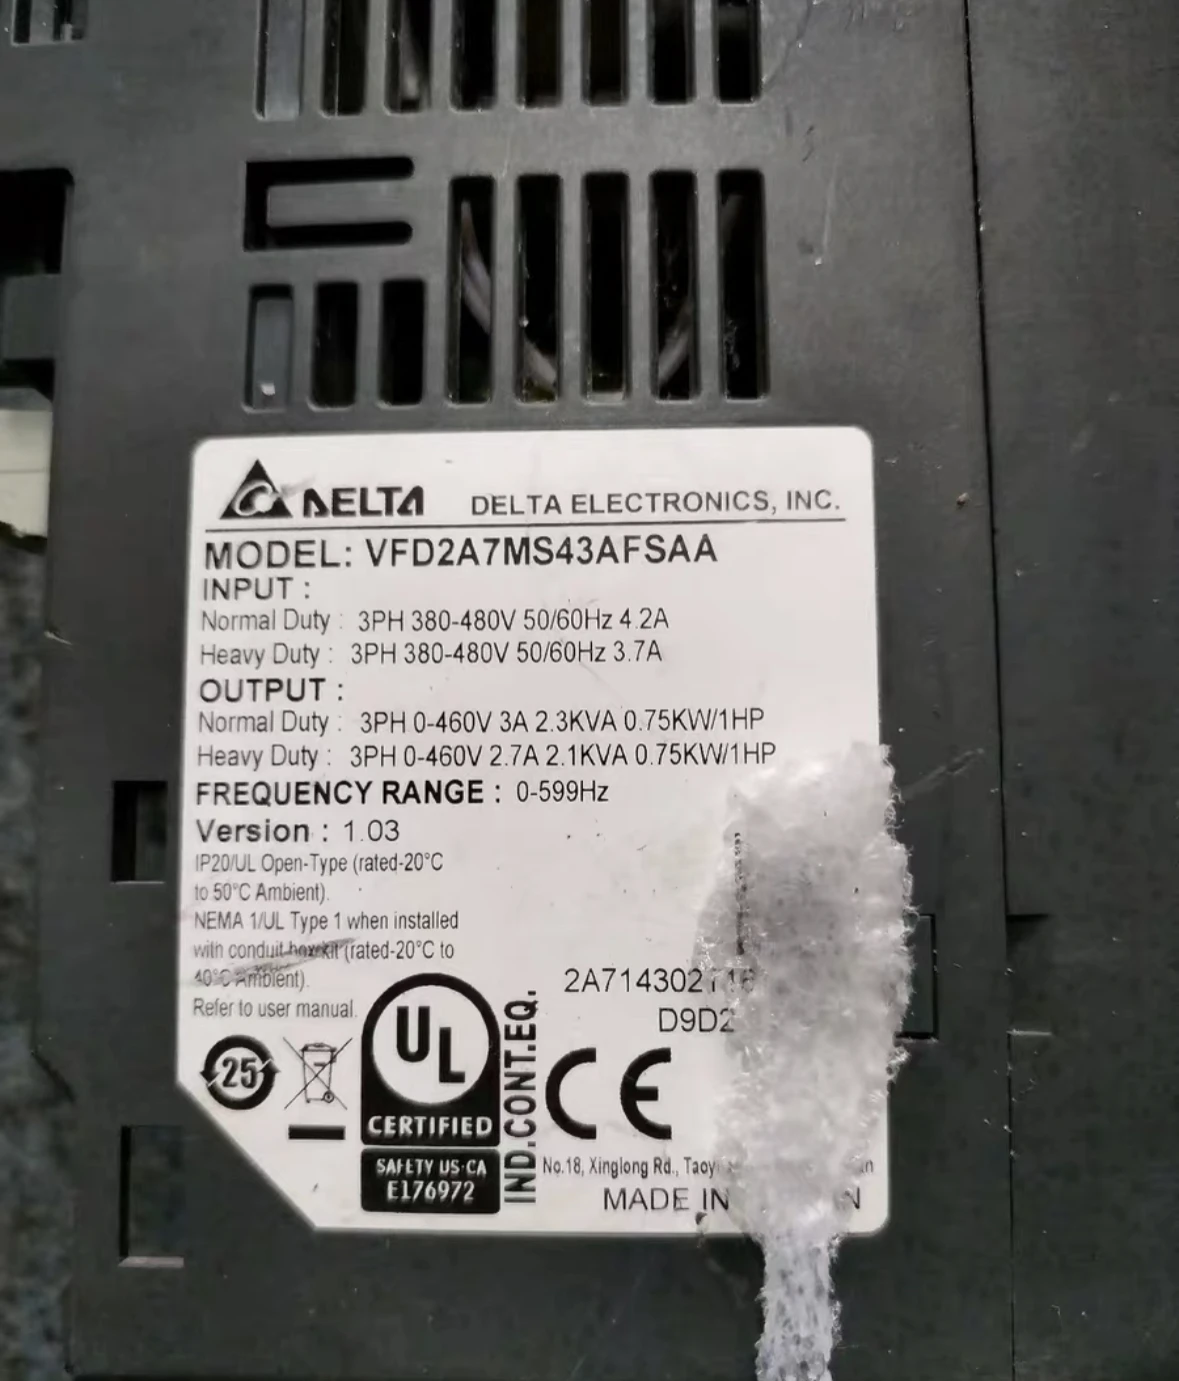 DELTA DELTA ELECTRONICS, INC.
MODEL: VFD2A7MS43AFSAA
INPUT :
Normal Duty : 3PH 380-480V 50/60Hz 4.2A
Heavy Duty : 3PH 380-480V 50/60Hz 3.7A
OUTPUT :
Normal Duty : 3PH 0-460V 3A 2.3KVA 0.75KW/1HP
Heavy Duty : 3PH 0-460V 2.7A 2.1KVA 0.75KW/1HP
FREQUENCY RANGE : 0-599Hz
Version : 1.03
IP20/UL Open-Type (rated-20°C
to 50°C Ambient).
NEMA 1/UL Type 1 when installed
with conduit box kit (rated-20°C to
40°C Ambient).
Refer to user manual.
25
UL
CERTIFIED
SAFETY US·CA
E176972
IND.CONT.EQ.
CE
No.18, Xinglong Rd.,
MADE IN